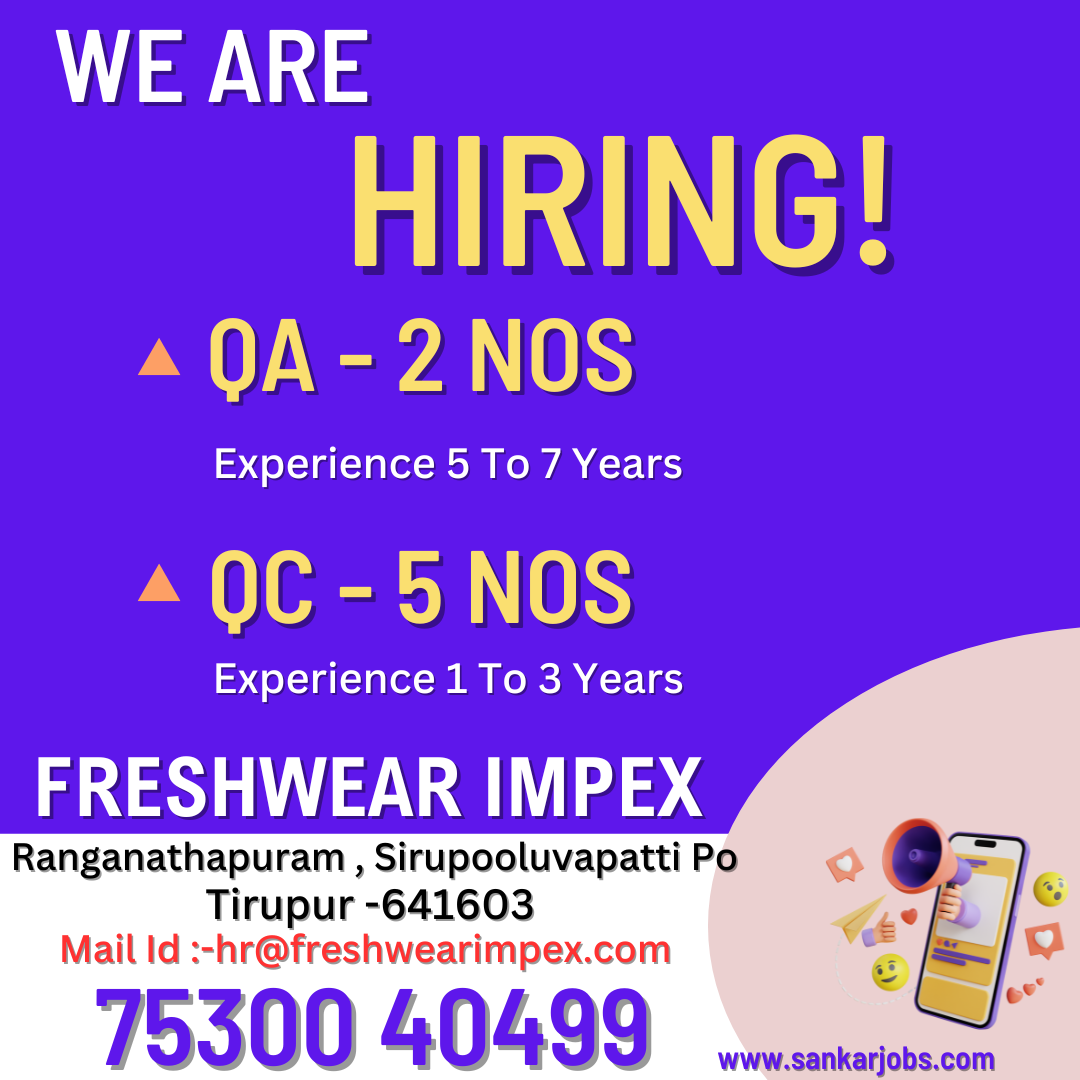 WE ARE
HIRING!
QA - 2 NOS
Experience 5 To 7 Years
QC - 5 NOS
Experience 1 To 3 Years
FRESHWEAR IMPEX
Ranganathapuram , Sirupooluvapatti Po
Tirupur -641603
Mail Id :-hr@freshwearimpex.com
75300 40499
www.sankarjobs.com